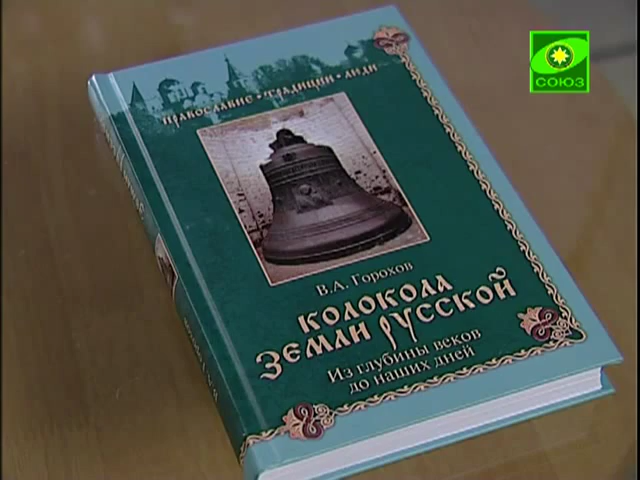 СОЮЗ
ПРАВОСЛАВИЕ • ТРАДИЦИИ • ЛЮДИ
В.А. Горохов
КОЛОКОЛА
ЗЕМЛИ РУССКОЙ
Из глубины веков
до наших дней